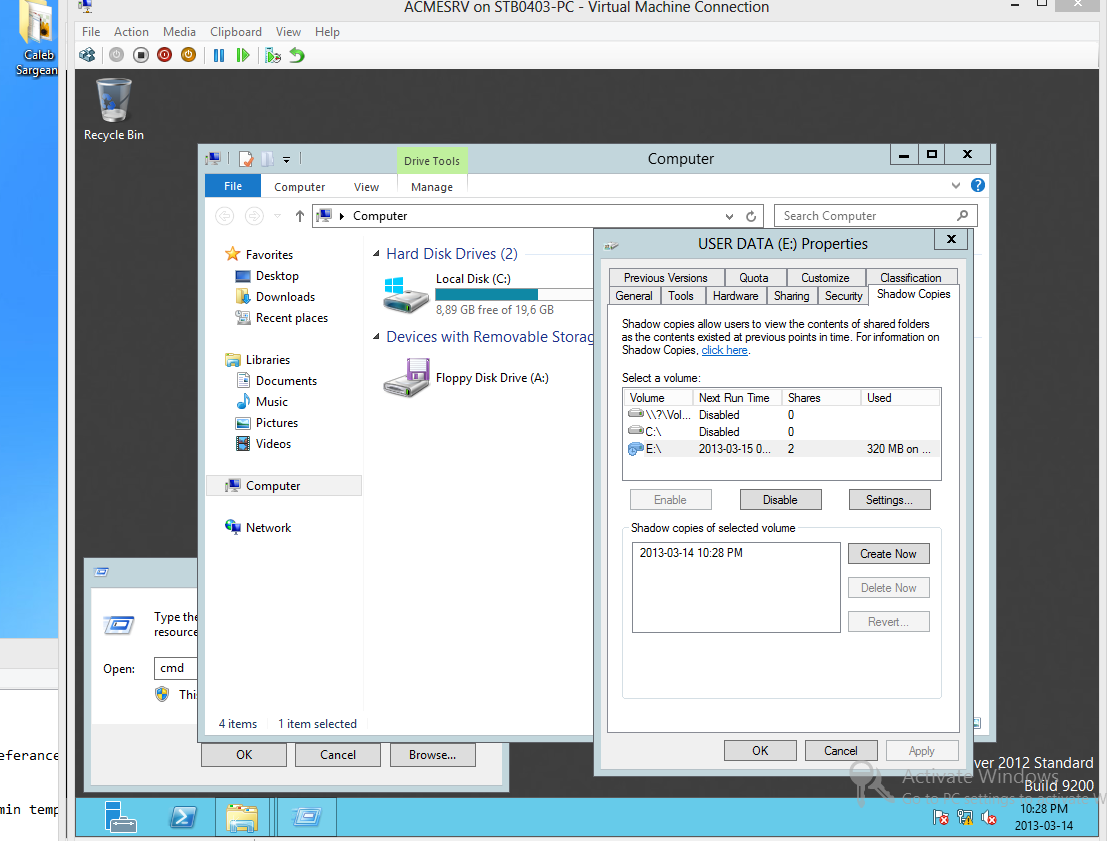 ACMESRV on STB0403-PC - Virtual Machine Connection
File Action Media Clipboard View Help
Caleb
Sargean
Recycle Bin
Drive Tools
Computer
File Computer View Manage
Computer
Search Computer
Favorites
Desktop
Downloads
Recent places
Libraries
Documents
Music
Pictures
Videos
Computer
Network
Hard Disk Drives (2)
Local Disk (C:)
8,89 GB free of 19,6 GB
Devices with Removable Storag
Floppy Disk Drive (A:)
4 items 1 item selected
USER DATA (E:) Properties
Previous Versions Quota Customize Classification
General Tools Hardware Sharing Security Shadow Copies
Shadow copies allow users to view the contents of shared folders
as the contents existed at previous points in time. For information on
Shadow Copies, click here.
Select a volume:
Volume Next Run Time Shares Used
\\?\Vol... Disabled 0
C:\ Disabled 0
E:\ 2013-03-15 0... 2 320 MB on ...
Enable Disable Settings...
Shadow copies of selected volume
2013-03-14 10:28 PM
Create Now
Delete Now
Revert...
OK Cancel Apply
Type the
resource
Open: cmd
This
OK Cancel Browse...
eferance
min temp
ver 2012 Standard
Build 9200
Activate Windows
Go to PC settings to activate W
10:28 PM
2013-03-14